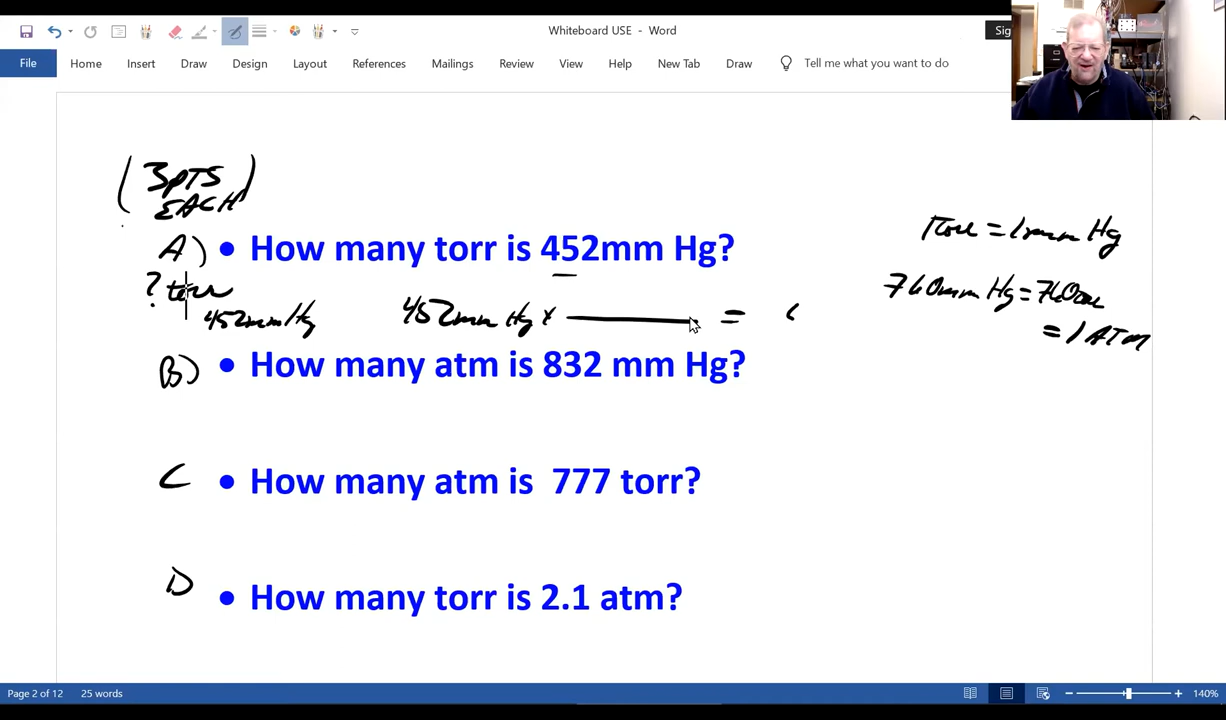 Whiteboard USE - Word
Sig
File Home Insert Draw Design Layout References Mailings Review View Help New Tab Draw Tell me what you want to do
(3pTS
EACH)
A) • How many torr is 452mm Hg?
Torr = 1mm Hg
? torr
452mm Hg
452mm Hg x = 
760mm Hg = 760
= 1 ATM
B) • How many atm is 832 mm Hg?
C • How many atm is 777 torr?
D • How many torr is 2.1 atm?
Page 2 of 12 25 words
140%